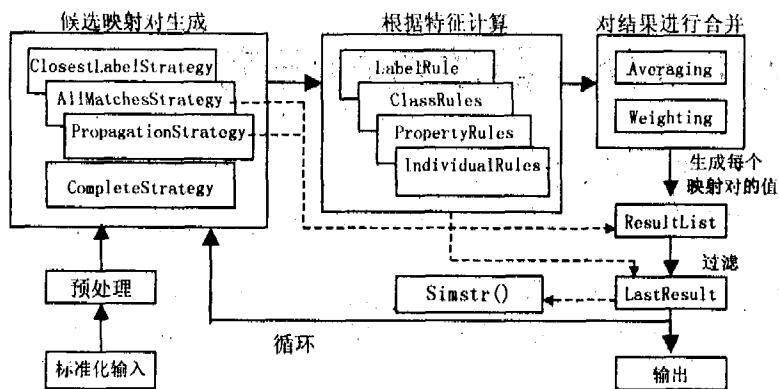 候选映射对生成
根据特征计算
对结果进行合并
ClosestLabelStrategy
AllMatchesStrategy
PropagationStrategy
CompleteStrategy
LabelRule
ClassRules
PropertyRules
IndividualRules
Averaging
Weighting
生成每个
映射对的值
ResultList
过滤
LastResult
Simstr()
预处理
循环
标准化输入
输出